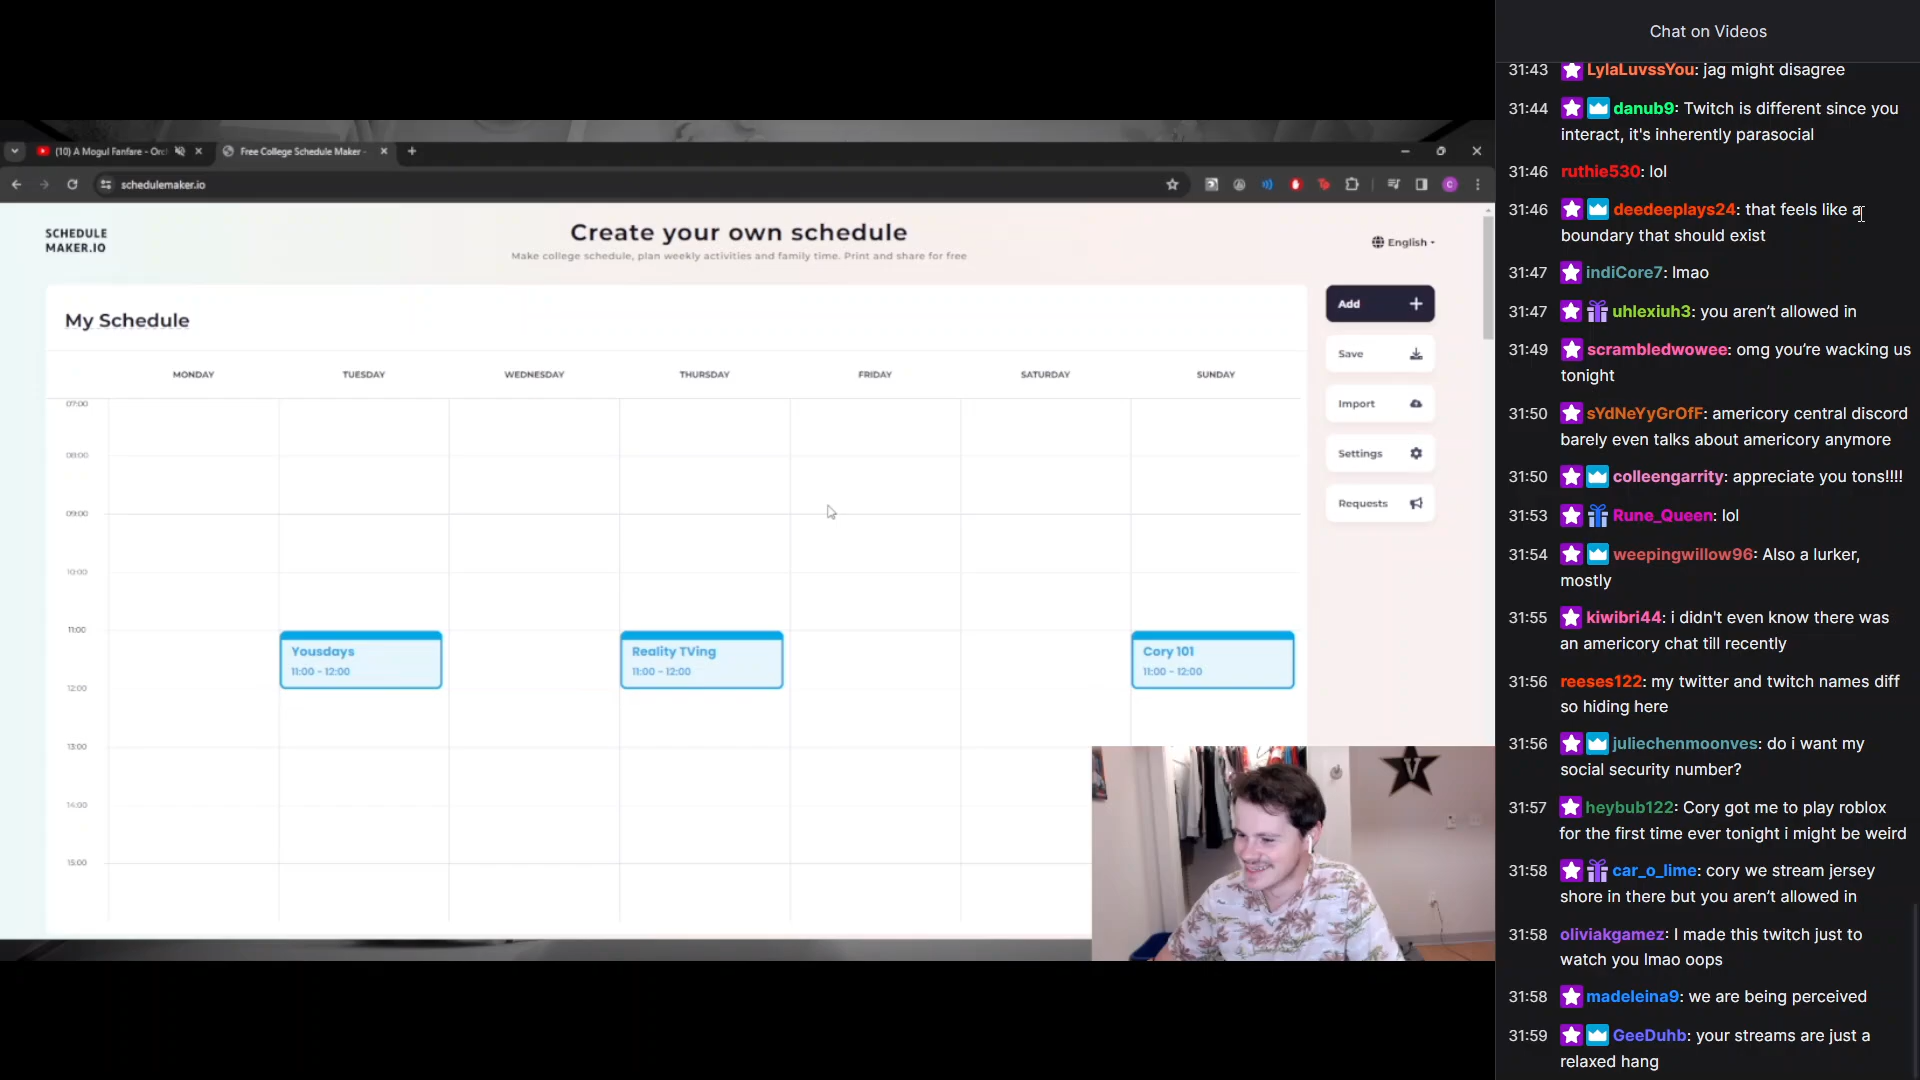 Chat on Videos
(10) A Mogul Fanfare - Orc
Free College Schedule Maker -
schedulemaker.io
SCHEDULE
MAKER.IO
Create your own schedule
Make college schedule, plan weekly activities and family time. Print and share for free
English
My Schedule
Add
Save
Import
Settings
Requests
MONDAY TUESDAY WEDNESDAY THURSDAY FRIDAY SATURDAY SUNDAY
07:00
08:00
09:00
10:00
11:00
Yousdays
11:00 - 12:00
Reality TVing
11:00 - 12:00
Cory 101
11:00 - 12:00
12:00
13:00
14:00
15:00
V
31:43 LylaLuvssYou: jag might disagree
31:44 danub9: Twitch is different since you
interact, it's inherently parasocial
31:46 ruthie530: lol
31:46 deedeeplays24: that feels like a
boundary that should exist
31:47 indiCore7: lmao
31:47 uhlexiuh3: you aren’t allowed in
31:49 scrambledwowee: omg you’re wacking us
tonight
31:50 sYdNeYyGrOfF: americory central discord
barely even talks about americory anymore
31:50 colleengarrity: appreciate you tons!!!!
31:53 Rune_Queen: lol
31:54 weepingwillow96: Also a lurker,
mostly
31:55 kiwibri44: i didn't even know there was
an americory chat till recently
31:56 reeses122: my twitter and twitch names diff
so hiding here
31:56 juliechenmoonves: do i want my
social security number?
31:57 heybub122: Cory got me to play roblox
for the first time ever tonight i might be weird
31:58 car_o_lime: cory we stream jersey
shore in there but you aren’t allowed in
31:58 oliviakgamez: I made this twitch just to
watch you lmao oops
31:58 madeleina9: we are being perceived
31:59 GeeDuhb: your streams are just a
relaxed hang